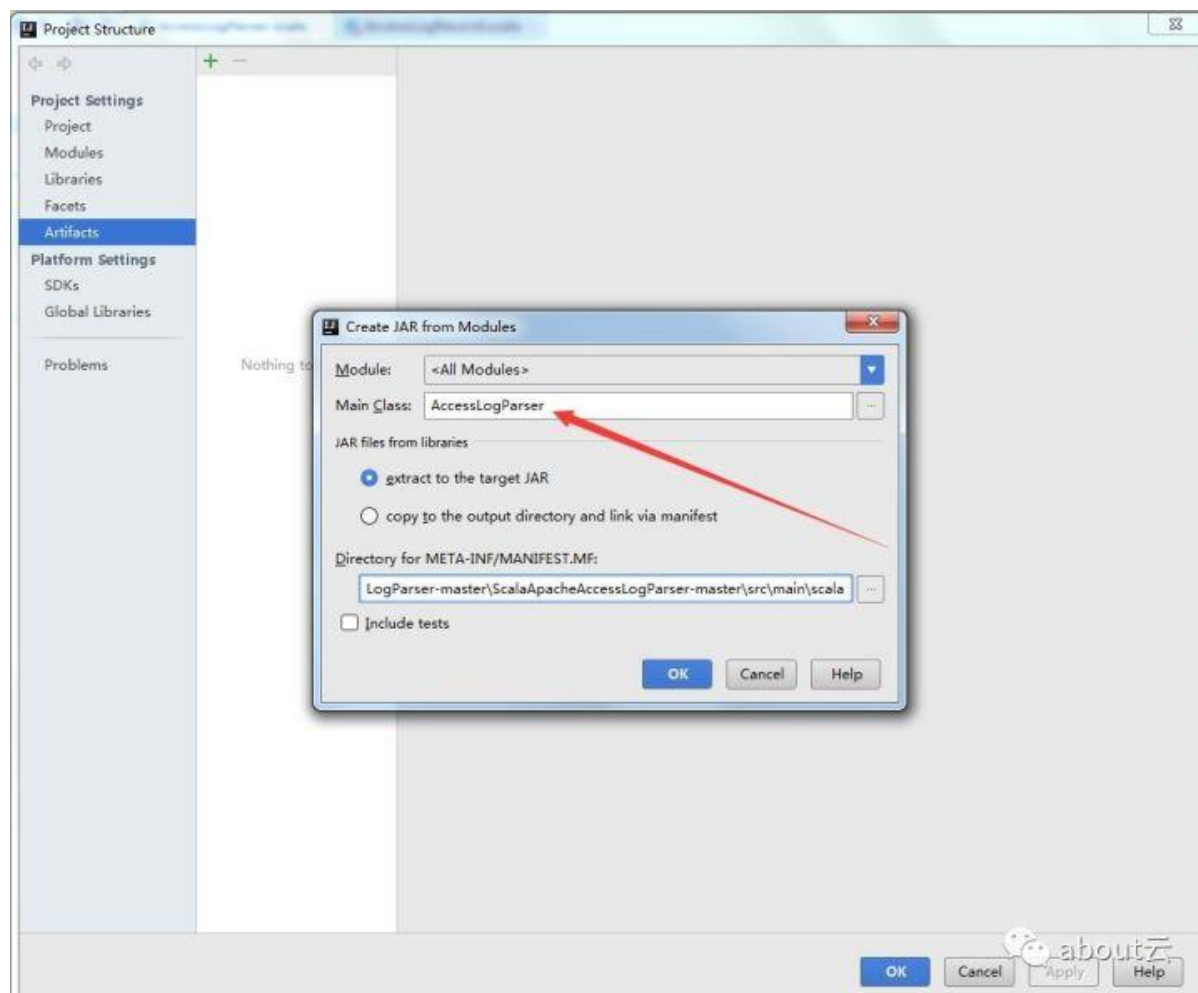 Project Structure
Project Settings
Project
Modules
Libraries
Facets
Artifacts
Platform Settings
SDKs
Global Libraries
Problems
Nothing to
Create JAR from Modules
Module: <All Modules>
Main Class: AccessLogParser
JAR files from libraries
extract to the target JAR
copy to the output directory and link via manifest
Directory for META-INF/MANIFEST.MF:
LogParser-master\ScalaApacheAccessLogParser-master\src\main\scala
Include tests
OK Cancel Help
about云
OK Cancel Apply Help